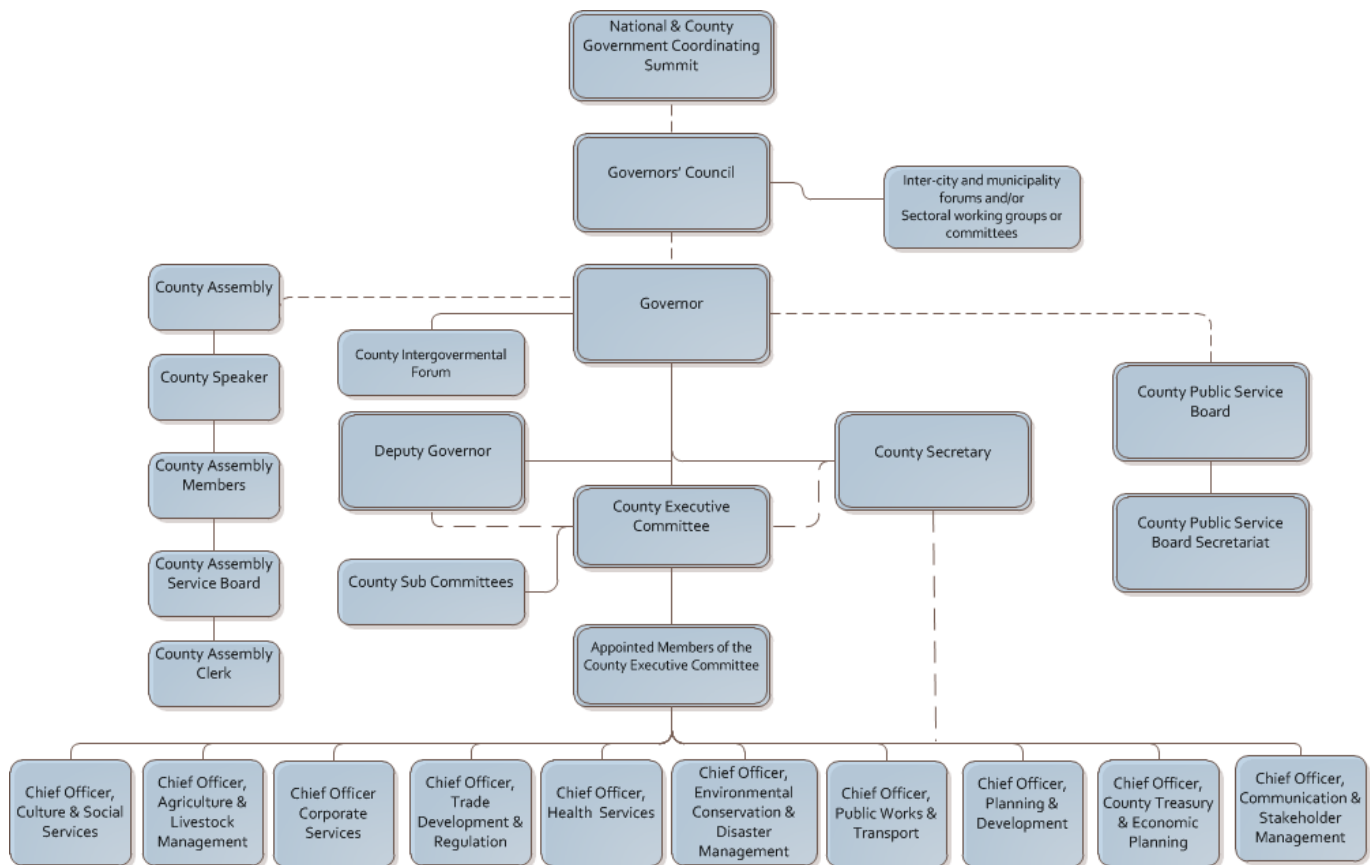 National & County
Government Coordinating
Summit
Governors' Council
Inter-city and municipality
forums and/or
Sectoral working groups or
committees
County Assembly
Governor
County Intergovermental
Forum
County Speaker
County Public Service
Board
Deputy Governor
County Secretary
County Assembly
Members
County Executive
Committee
County Public Service
Board Secretariat
County Assembly
Service Board
County Sub Committees
County Assembly
Clerk
Appointed Members of the
County Executive Committee
Chief Officer,
Culture & Social
Services
Chief Officer,
Agriculture &
Livestock
Management
Chief Officer
Corporate
Services
Chief Officer,
Trade
Development &
Regulation
Chief Officer,
Health Services
Chief Officer,
Environmental
Conservation &
Disaster
Management
Chief Officer,
Public Works &
Transport
Chief Officer,
Planning &
Development
Chief Officer,
County Treasury
& Economic
Planning
Chief Officer,
Communication &
Stakeholder
Management